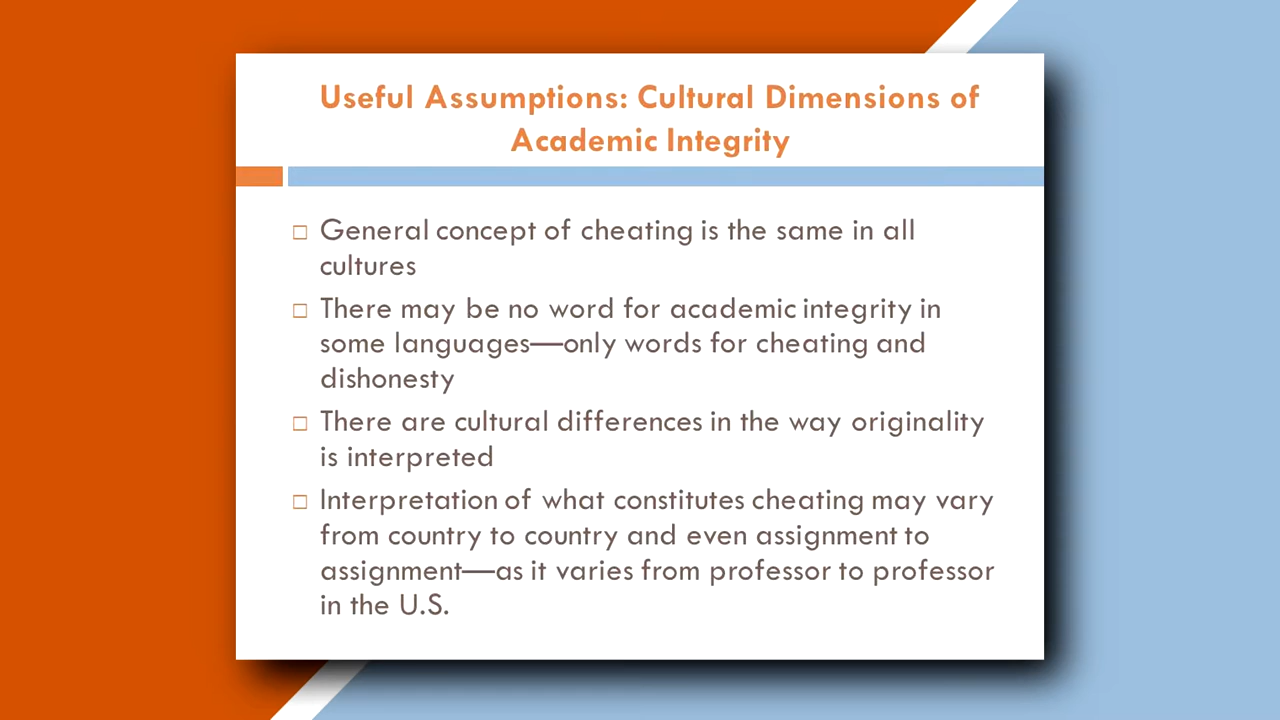 Useful Assumptions: Cultural Dimensions of
Academic Integrity
General concept of cheating is the same in all
cultures
There may be no word for academic integrity in
some languages—only words for cheating and
dishonesty
There are cultural differences in the way originality
is interpreted
Interpretation of what constitutes cheating may vary
from country to country and even assignment to
assignment—as it varies from professor to professor
in the U.S.